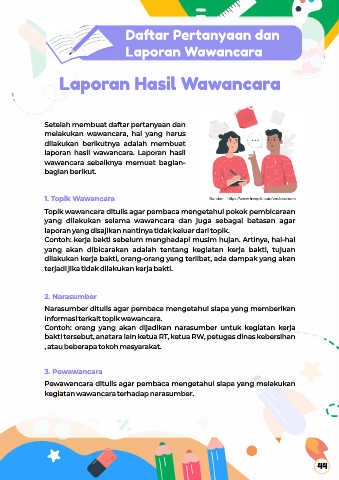 Daftar Pertanyaan dan
Laporan Wawancara
Laporan Hasil Wawancara
Setelah membuat daftar pertanyaan dan
melakukan wawancara, hal yang harus
dilakukan berikutnya adalah membuat
laporan hasil wawancara. Laporan hasil
wawancara sebaiknya memuat bagian-
bagian berikut.
1. Topik Wawancara
Topik wawancara ditulis agar pembaca mengetahui pokok pembicaraan
yang dilakukan selama wawancara dan juga sebagai batasan agar
laporan yang disajikan nantinya tidak keluar dari topik.
Contoh: kerja bakti sebelum menghadapi musim hujan. Artinya, hal-hal
yang akan dibicarakan adalah tentang kegiatan kerja bakti, tujuan
dilakukan kerja bakti, orang-orang yang terlibat, ada dampak yang akan
terjadi jika tidak dilakukan kerja bakti.
2. Narasumber
Narasumber ditulis agar pembaca mengetahui siapa yang memberikan
informasi terkait topik wawancara.
Contoh: orang yang akan dijadikan narasumber untuk kegiatan kerja
bakti tersebut, anatara lain ketua RT, ketua RW, petugas dinas kebersihan
, atau beberapa tokoh masyarakat.
3. Pewawancara
Pewawancara ditulis agar pembaca mengetahui siapa yang melakukan
kegiatan wawancara terhadap narasumber.
44